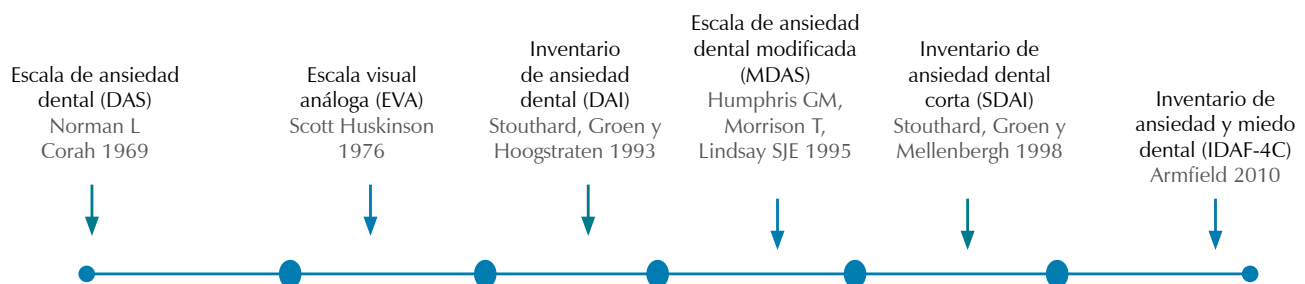 Escala de ansiedad
dental (DAS)
Norman L
Corah 1969
Escala visual
análoga (EVA)
Scott Huskinson
1976
Inventario
de ansiedad
dental (DAI)
Stouthard, Groen y
Hoogstraten 1993
Escala de ansiedad
dental modificada
(MDAS)
Humphris GM,
Morrison T,
Lindsay SJE 1995
Inventario de
ansiedad dental
corta (SDAI)
Stouthard, Groen y
Mellenbergh 1998
Inventario de
ansiedad y miedo
dental (IDAF-4C)
Armfield 2010